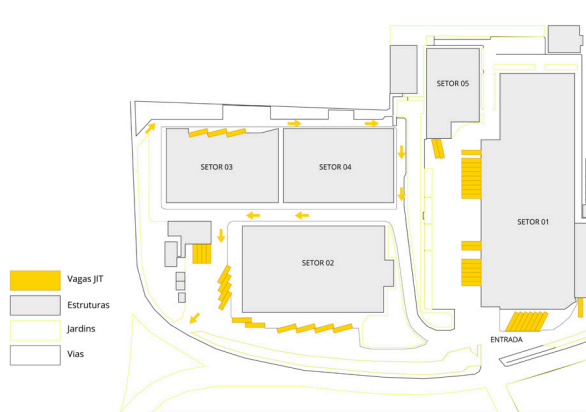 SETOR 05
SETOR 03
SETOR 04
SETOR 01
SETOR 02
Vagas JIT
Estruturas
Jardins
Vias
ENTRADA